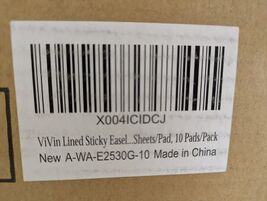 X004ICIDCJ
ViVin Lined Sticky Easel...Sheets/Pad, 10 Pads/Pack
New A-WA-E2530G-10 Made in China